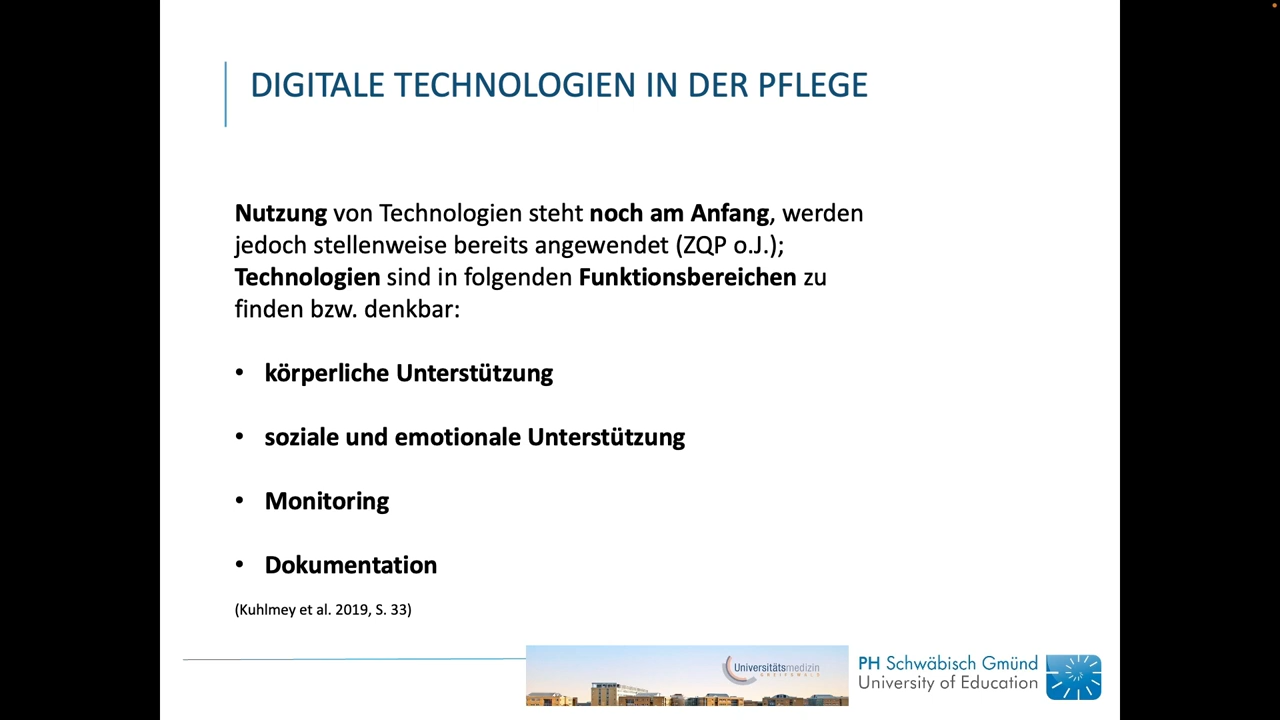 DIGITALE TECHNOLOGIEN IN DER PFLEGE
Nutzung von Technologien steht noch am Anfang, werden
jedoch stellenweise bereits angewendet (ZQP o.J.);
Technologien sind in folgenden Funktionsbereichen zu
finden bzw. denkbar:
• körperliche Unterstützung
• soziale und emotionale Unterstützung
• Monitoring
• Dokumentation
(Kuhlmey et al. 2019, S. 33)
Universitätsmedizin
GREIFSWALD
PH Schwäbisch Gmünd
University of Education